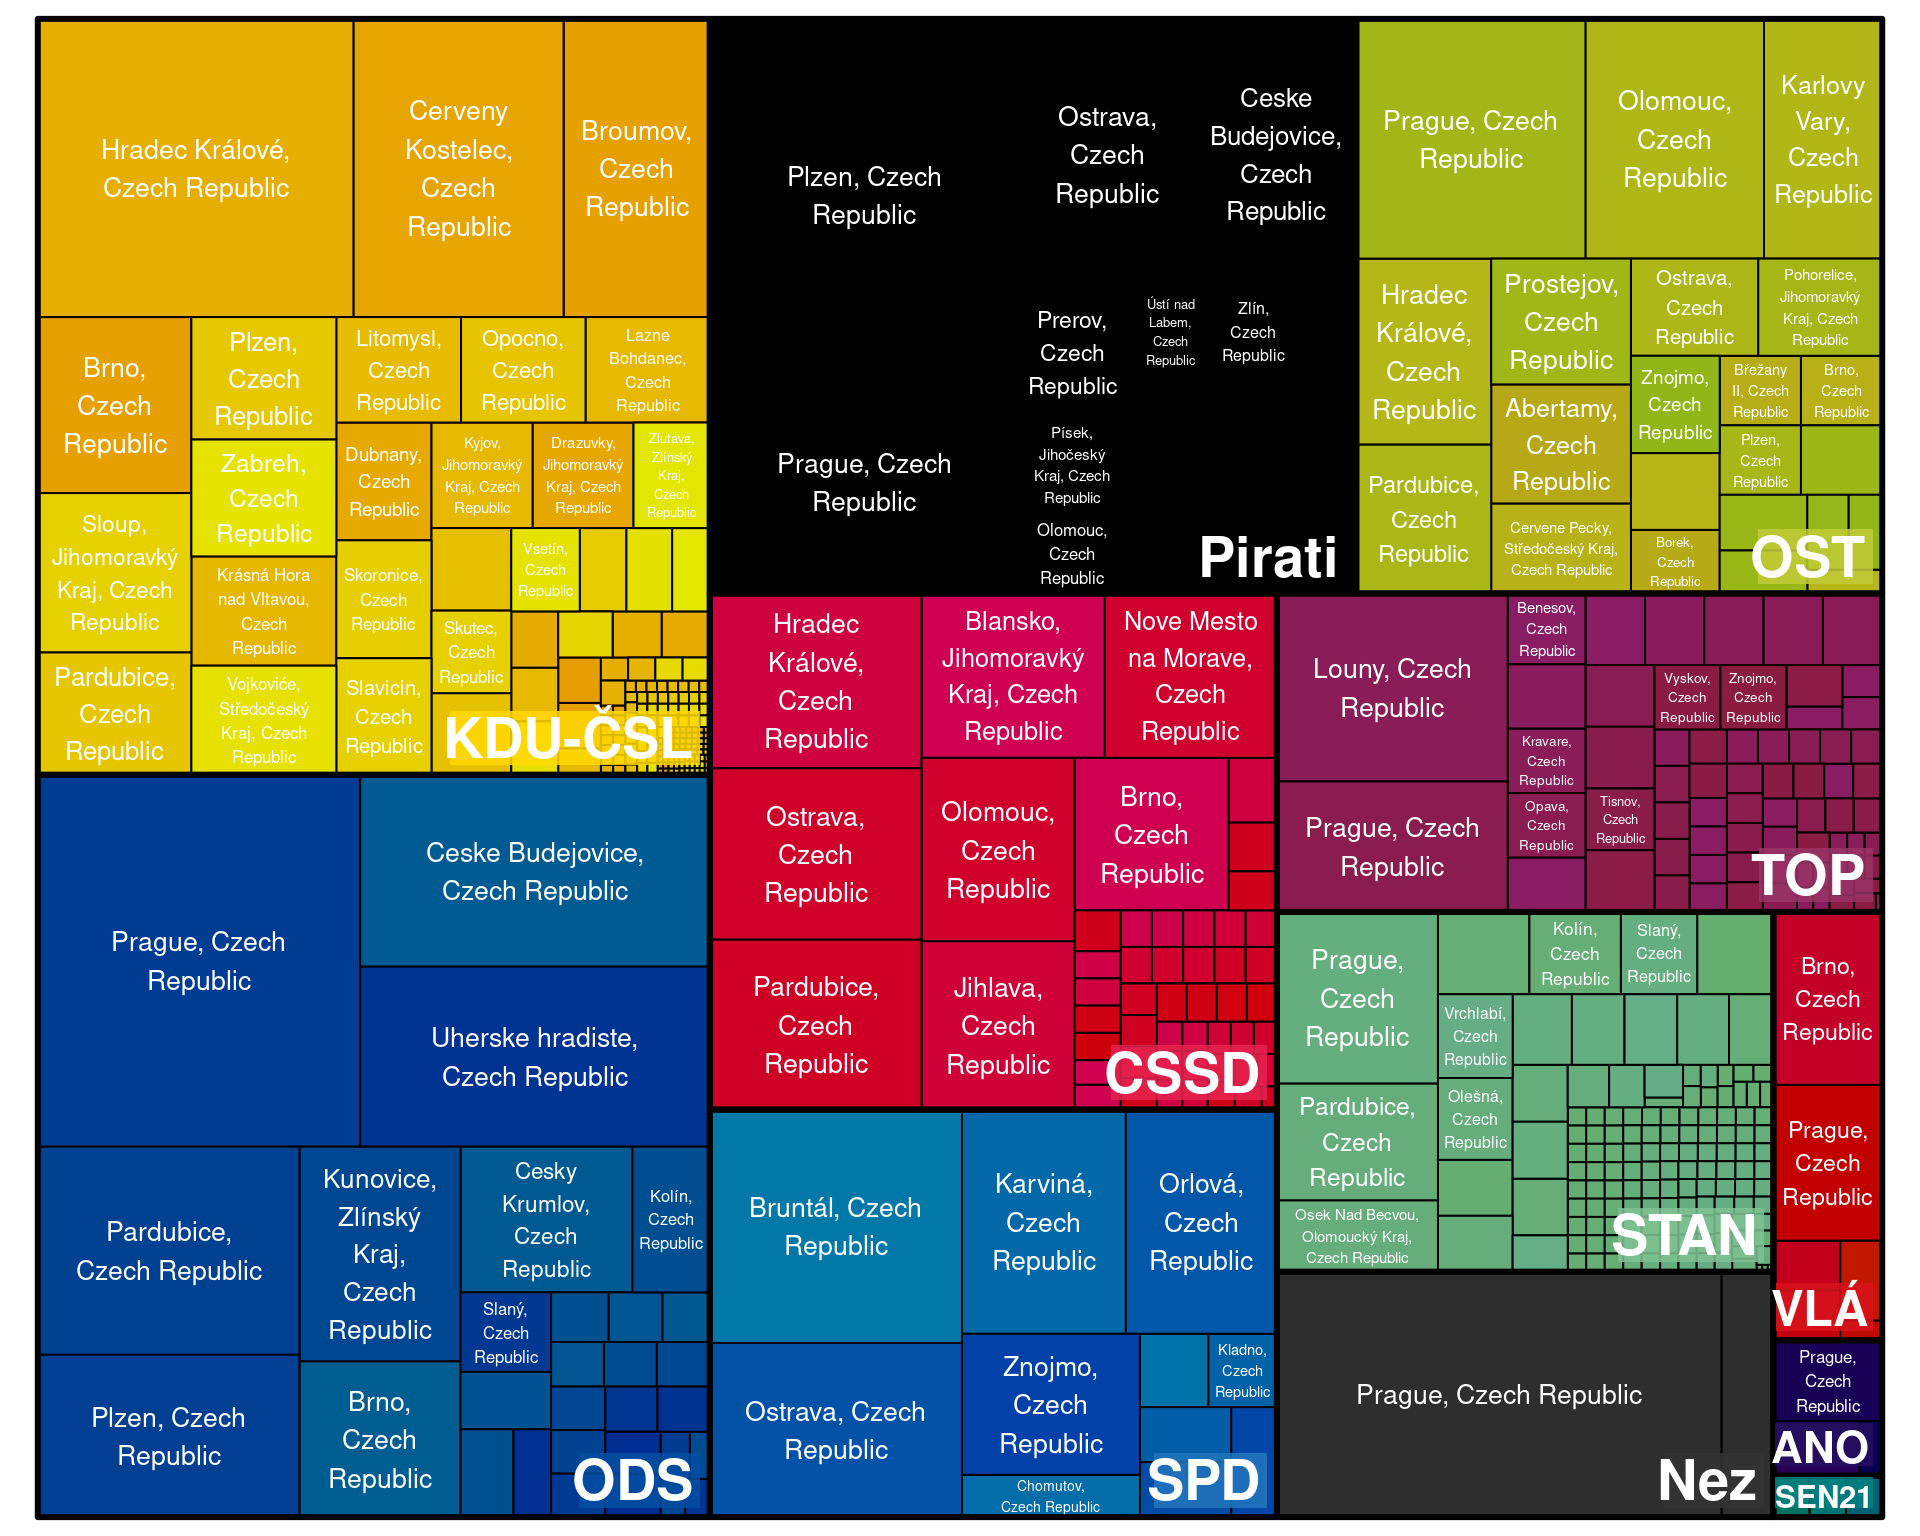 Hradec Králové,
Czech Republic
Cerveny
Kostelec,
Czech
Republic
Broumov,
Czech
Republic
Brno,
Czech
Republic
Plzen,
Czech
Republic
Litomysl,
Czech
Republic
Opocno,
Czech
Republic
Lazne
Bohdanec,
Czech
Republic
Zabreh,
Czech
Republic
Dubnany,
Czech
Republic
Kyjov,
Jihomoravký
Kraj, Czech
Republic
Drazuvky,
Jihomoravký
Kraj, Czech
Republic
Zlutava,
Zlínský
Kraj,
Czech
Republic
Sloup,
Jihomoravký
Kraj, Czech
Republic
Krásná Hora
nad Vltavou,
Czech
Republic
Skoronice,
Czech
Republic
Vsetín,
Czech
Republic
Skutec,
Czech
Republic
Pardubice,
Czech
Republic
Vojkoviće,
Středočeský
Kraj, Czech
Republic
Slavicin,
Czech
Republic
KDU-ČSL
Plzen, Czech
Republic
Ostrava,
Czech
Republic
Ceske
Budejovice,
Czech
Republic
Prerov,
Czech
Republic
Ústí nad
Labem,
Czech
Republic
Zlín,
Czech
Republic
Prague, Czech
Republic
Písek,
Jihočeský
Kraj, Czech
Republic
Olomouc,
Czech
Republic
Pirati
Prague, Czech
Republic
Olomouc,
Czech
Republic
Karlovy
Vary,
Czech
Republic
Hradec
Králové,
Czech
Republic
Prostejov,
Czech
Republic
Ostrava,
Czech
Republic
Pohorelice,
Jihomoravký
Kraj, Czech
Republic
Abertamy,
Czech
Republic
Znojmo,
Czech
Republic
Břežany
II, Czech
Republic
Brno,
Czech
Republic
Plzen,
Czech
Republic
Pardubice,
Czech
Republic
Cervene Pecky,
Středočeský Kraj,
Czech Republic
Borek,
Czech
Republic
OST
Prague, Czech
Republic
Ceske Budejovice,
Czech Republic
Uherske hradiste,
Czech Republic
Pardubice,
Czech Republic
Kunovice,
Zlínský
Kraj,
Czech
Republic
Cesky
Krumlov,
Czech
Republic
Kolín,
Czech
Republic
Slaný,
Czech
Republic
Plzen, Czech
Republic
Brno,
Czech
Republic
ODS
Hradec
Králové,
Czech
Republic
Blansko,
Jihomoravký
Kraj, Czech
Republic
Nove Mesto
na Morave,
Czech
Republic
Ostrava,
Czech
Republic
Olomouc,
Czech
Republic
Brno,
Czech
Republic
Pardubice,
Czech
Republic
Jihlava,
Czech
Republic
CSSD
Louny, Czech
Republic
Benesov,
Czech
Republic
Vyskov,
Czech
Republic
Znojmo,
Czech
Republic
Kravare,
Czech
Republic
Prague, Czech
Republic
Opava,
Czech
Republic
Tisnov,
Czech
Republic
TOP
Bruntál, Czech
Republic
Karviná,
Czech
Republic
Orlová,
Czech
Republic
Ostrava, Czech
Republic
Znojmo,
Czech
Republic
Kladno,
Czech
Republic
Chomutov,
Czech Republic
SPD
Prague,
Czech
Republic
Kolín,
Czech
Republic
Slaný,
Czech
Republic
Vrchlabí,
Czech
Republic
Pardubice,
Czech
Republic
Olešná,
Czech
Republic
Osek Nad Becvou,
Olomoucký Kraj,
Czech Republic
STAN
Brno,
Czech
Republic
Prague,
Czech
Republic
VLÁ
Prague, Czech Republic
Nez
Prague,
Czech
Republic
ANO
SEN21